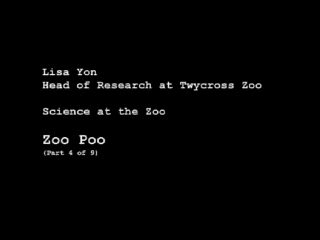 Lisa Yon
Head of Research at Twycross Zoo
Science at the Zoo
Zoo Poo
(Part 4 of 9)